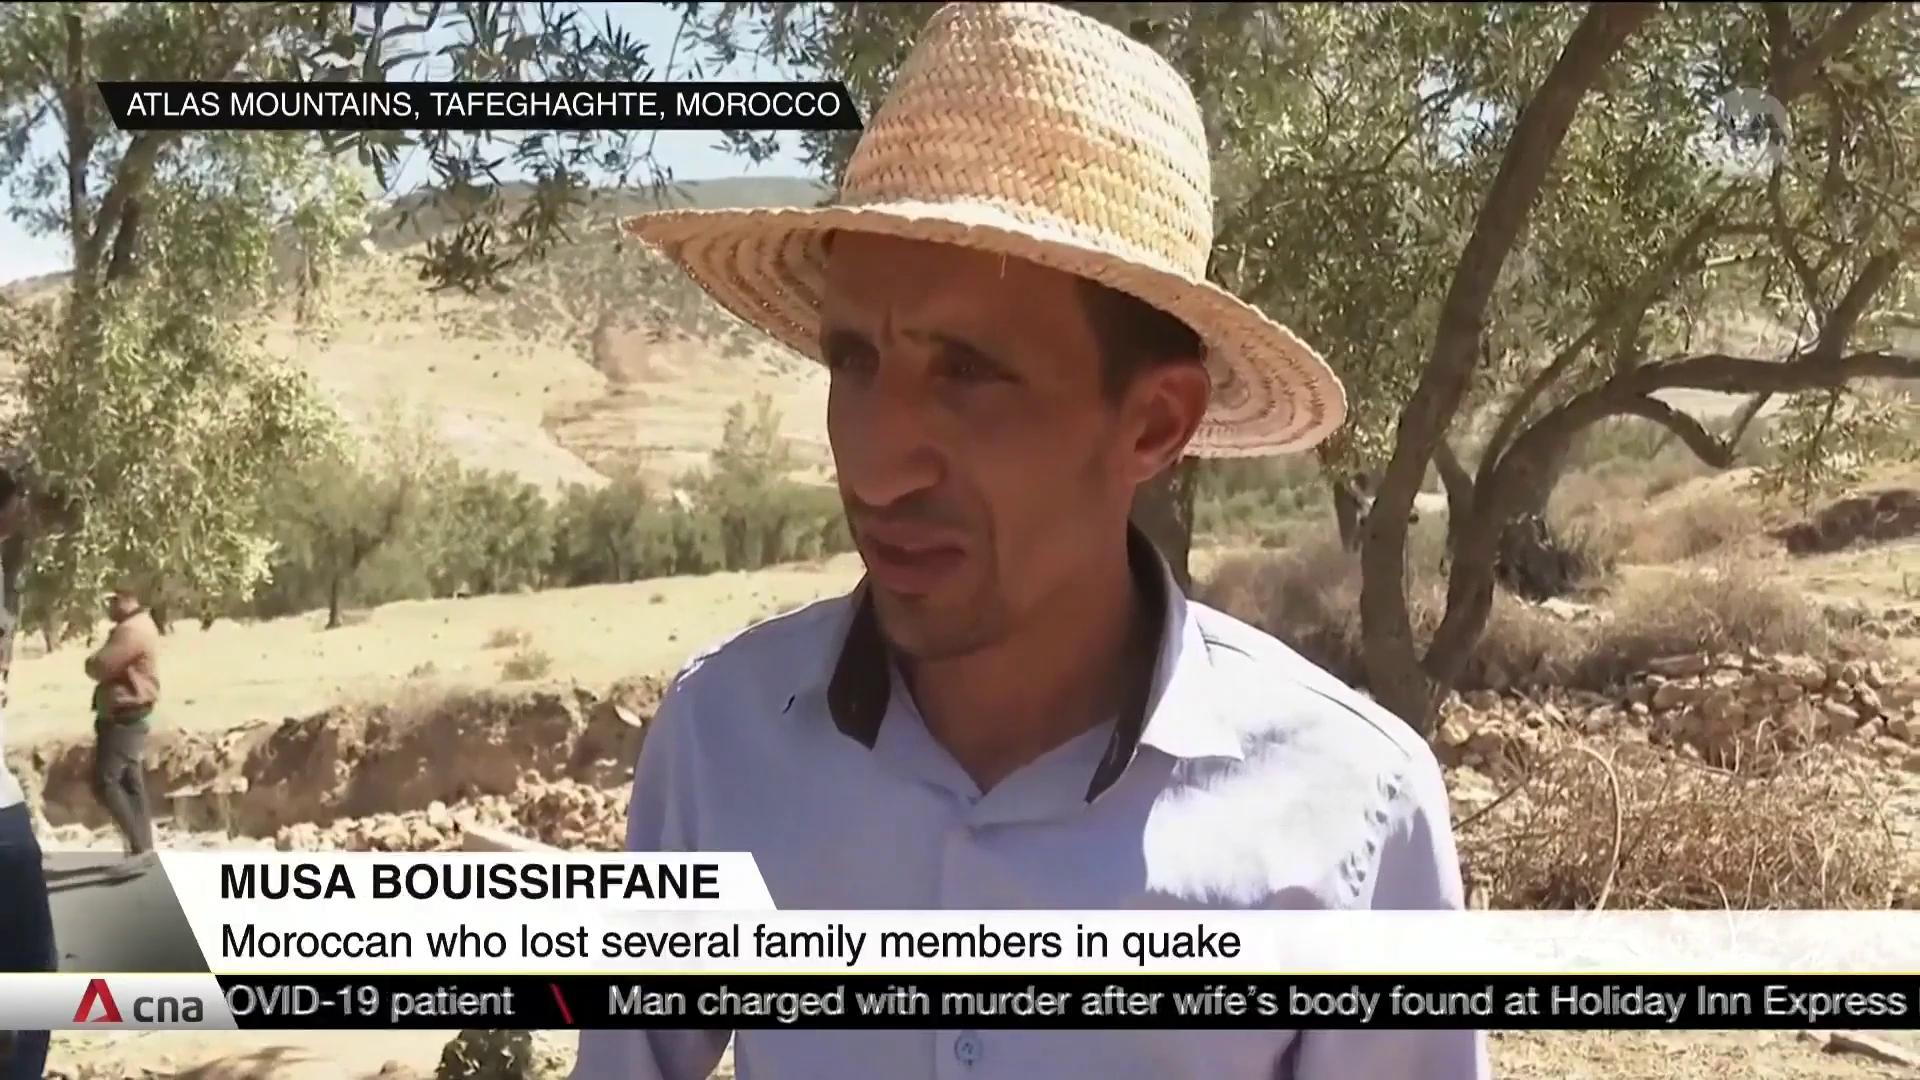 ATLAS MOUNTAINS, TAFEGHAGHTE, MOROCCO
MUSA BOUISSIRFANE
Moroccan who lost several family members in quake
cna
OVID-19 patient \ Man charged with murder after wife's body found at Holiday Inn Express